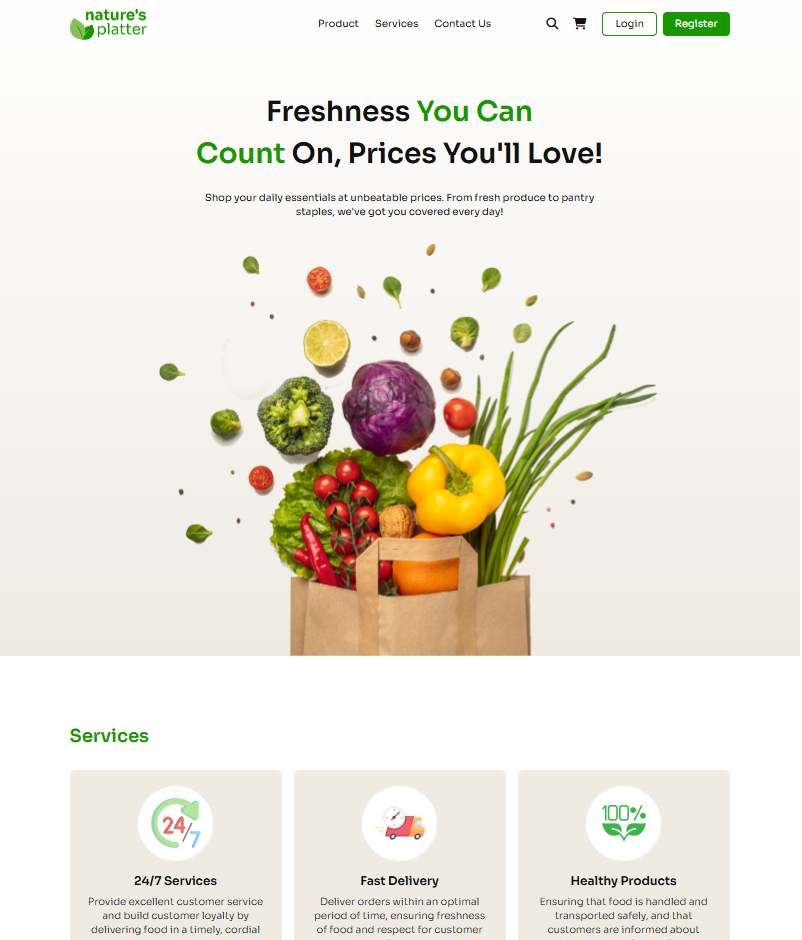 nature's
platter
Product Services Contact Us Login Register
Freshness You Can
Count On, Prices You'll Love!
Shop your daily essentials at unbeatable prices. From fresh produce to pantry
staples, we've got you covered every day!
Services
24/7
24/7 Services
Provide excellent customer service
and build customer loyalty by
delivering food in a timely, cordial
Fast Delivery
Deliver orders within an optimal
period of time, ensuring freshness
of food and respect for customer
100%
Healthy Products
Ensuring that food is handled and
transported safely, and that
customers are informed about